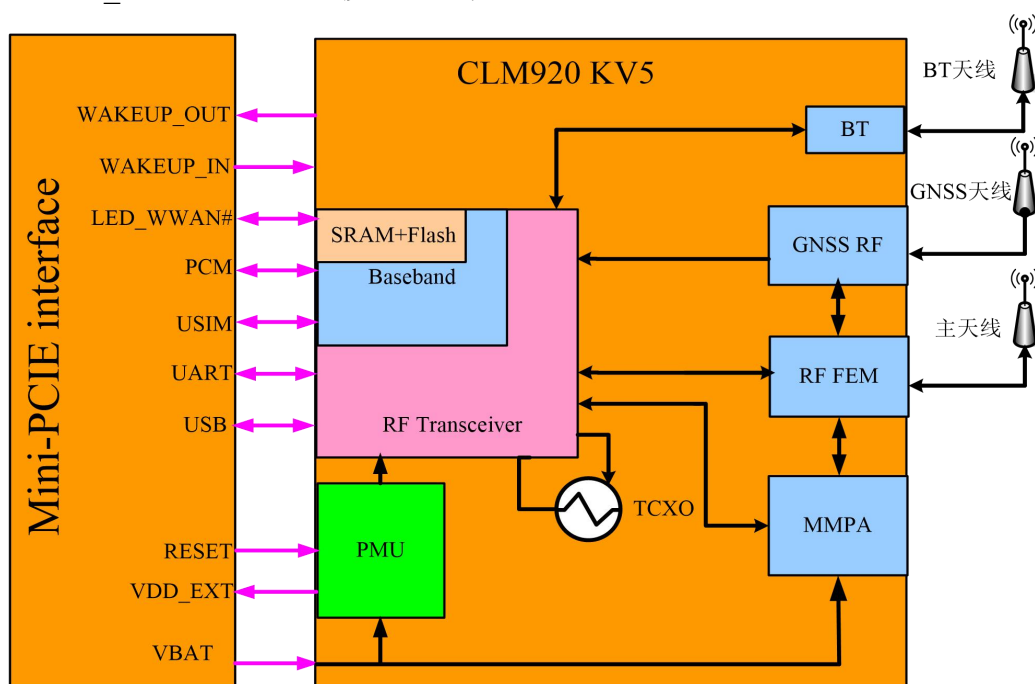 CLM920 KV5
BT天线
WAKEUP_OUT
BT
WAKEUP_IN
GNSS天线
LED_WWAN#
SRAM+Flash
GNSS RF
PCM
Baseband
Mini-PCIE interface
USIM
主天线
UART
RF FEM
USB
RF Transceiver
TCXO
MMPA
RESET
PMU
VDD_EXT
VBAT